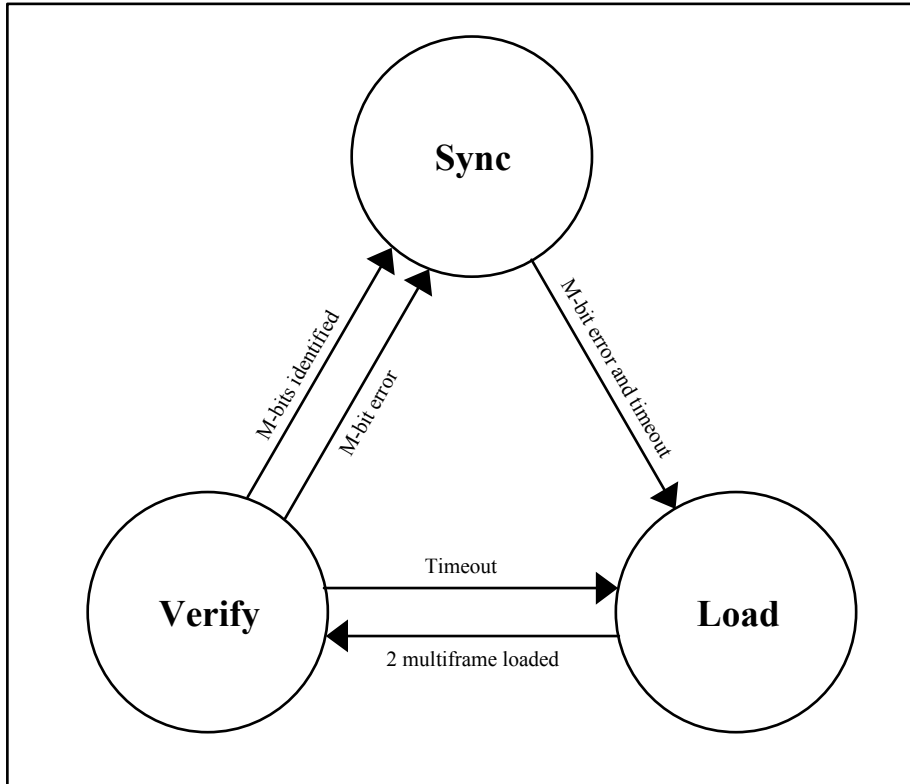 Sync
M-bits identified
M-bit error
M-bit error and timeout
Timeout
Verify
Load
2 multiframe loaded